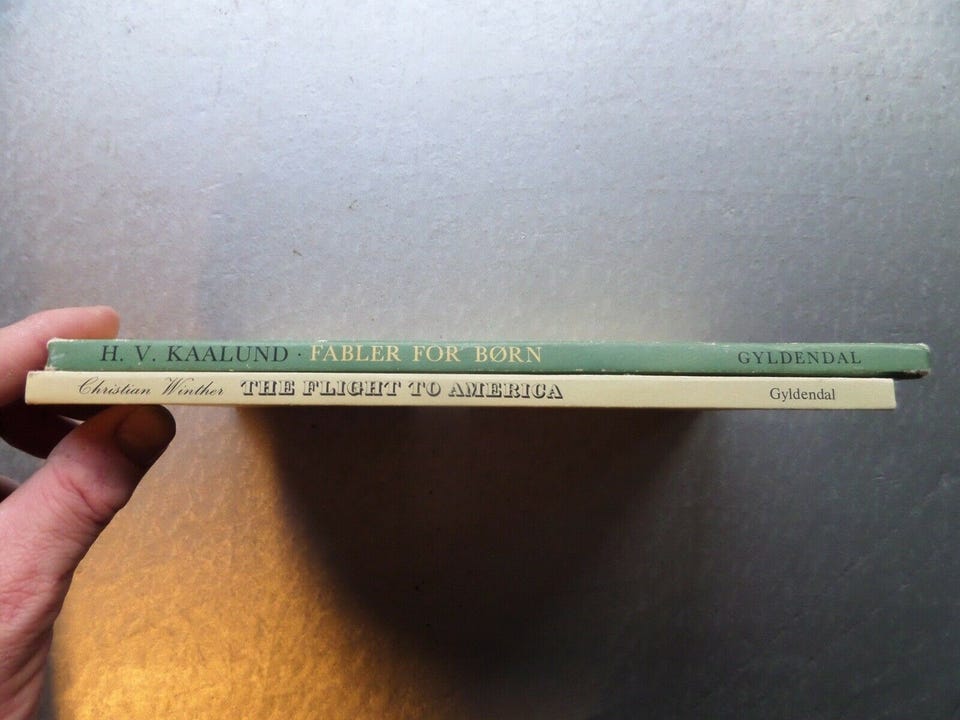 H. V. KAALUND · FABLER FOR BØRN GYLDENDAL
Christian Winther THE FLIGHT TO AMERICA Gyldendal